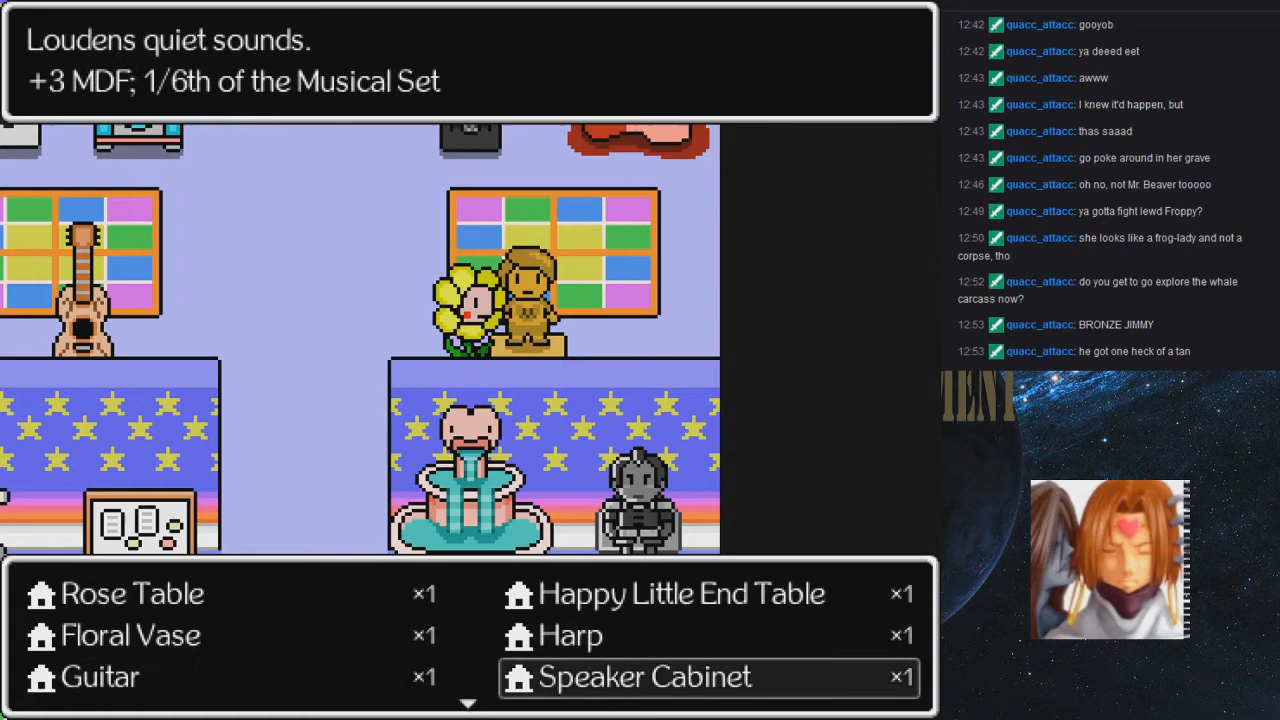 Loudens quiet sounds.
+3 MDF; 1/6th of the Musical Set
Rose Table ×1
Happy Little End Table ×1
Floral Vase ×1
Harp ×1
Guitar ×1
Speaker Cabinet ×1
12:42 quacc_attacc: gooyob
12:42 quacc_attacc: ya deeed eet
12:43 quacc_attacc: awww
12:43 quacc_attacc: I knew it'd happen, but
12:43 quacc_attacc: thas saaad
12:43 quacc_attacc: go poke around in her grave
12:46 quacc_attacc: oh no, not Mr. Beaver tooooo
12:49 quacc_attacc: ya gotta fight lewd Froppy?
12:50 quacc_attacc: she looks like a frog-lady and not a
corpse, tho
12:52 quacc_attacc: do you get to go explore the whale
carcass now?
12:53 quacc_attacc: BRONZE JIMMY
12:53 quacc_attacc: he got one heck of a tan
MENT